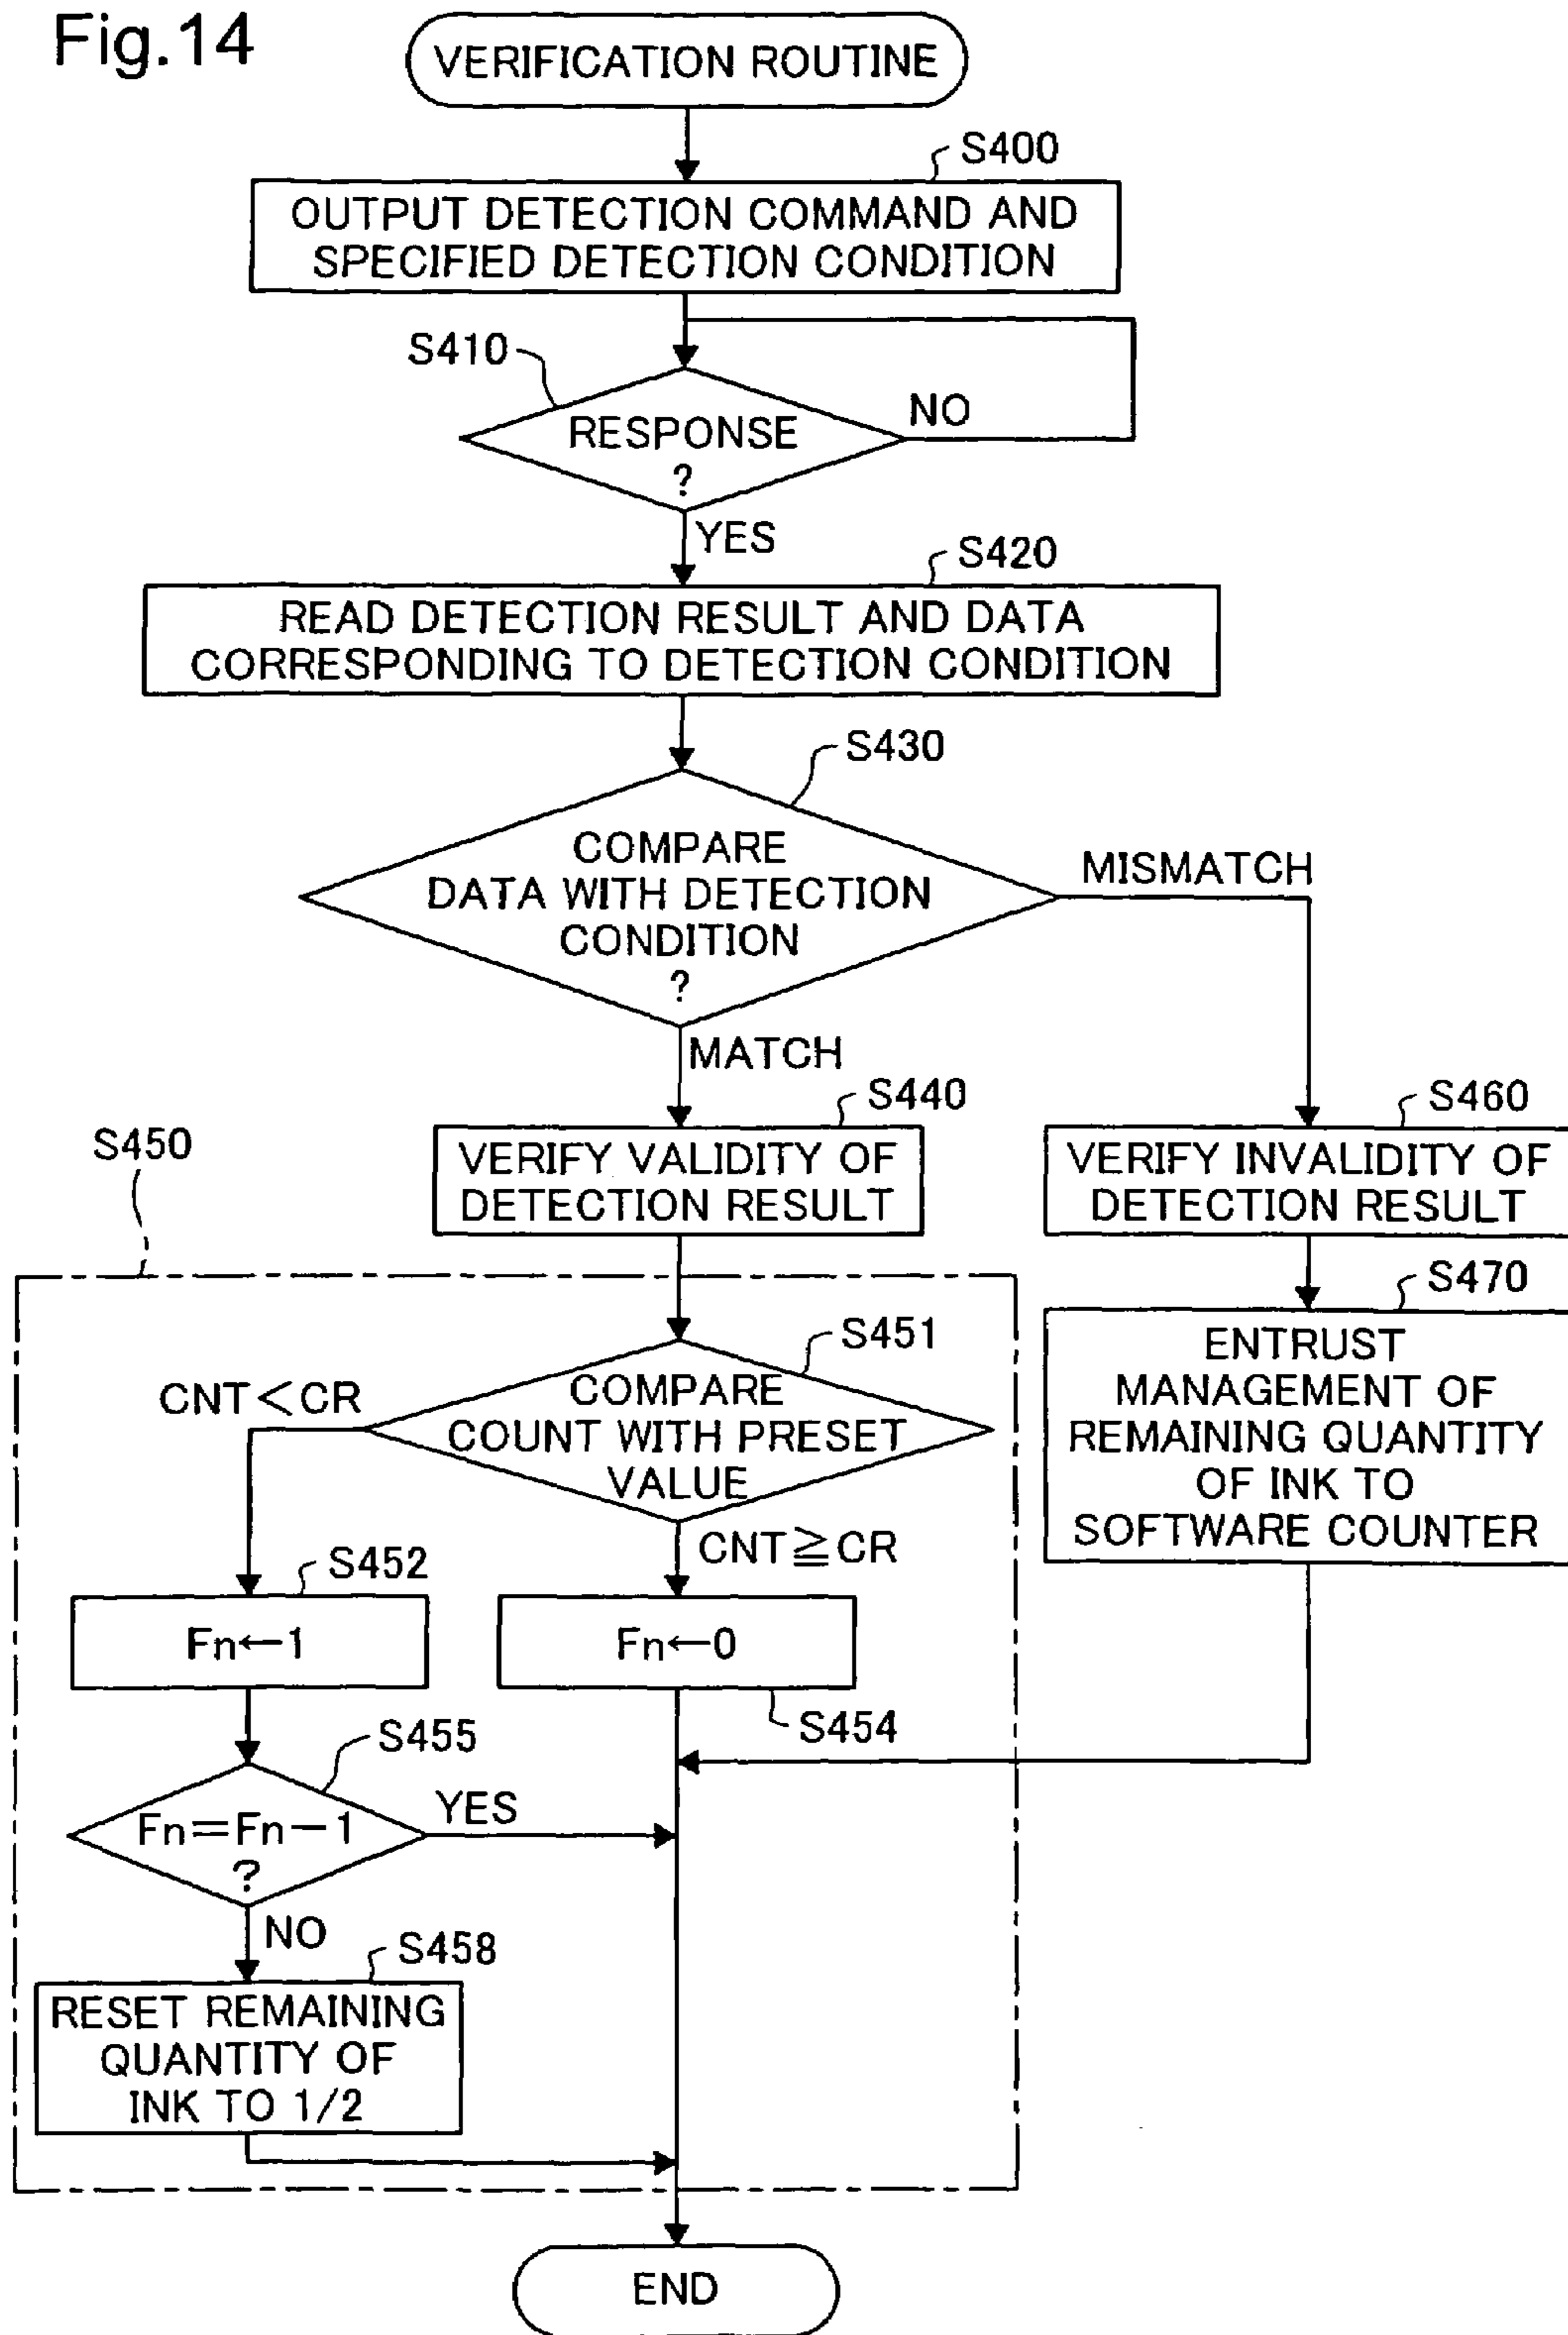 Fig.14
VERIFICATION ROUTINE
S400
OUTPUT DETECTION COMMAND AND
SPECIFIED DETECTION CONDITION
S410
RESPONSE
?
NO
YES
S420
READ DETECTION RESULT AND DATA
CORRESPONDING TO DETECTION CONDITION
S430
COMPARE
DATA WITH DETECTION
CONDITION
?
MISMATCH
MATCH
S440
VERIFY VALIDITY OF
DETECTION RESULT
S460
VERIFY INVALIDITY OF
DETECTION RESULT
S450
S470
ENTRUST
MANAGEMENT OF
REMAINING QUANTITY
OF INK TO
SOFTWARE COUNTER
S451
COMPARE
COUNT WITH PRESET
VALUE
CNT<CR
CNT≧CR
S452
Fn←1
Fn←0
S454
S455
Fn=Fn-1
?
YES
NO
S458
RESET REMAINING
QUANTITY OF
INK TO 1/2
END